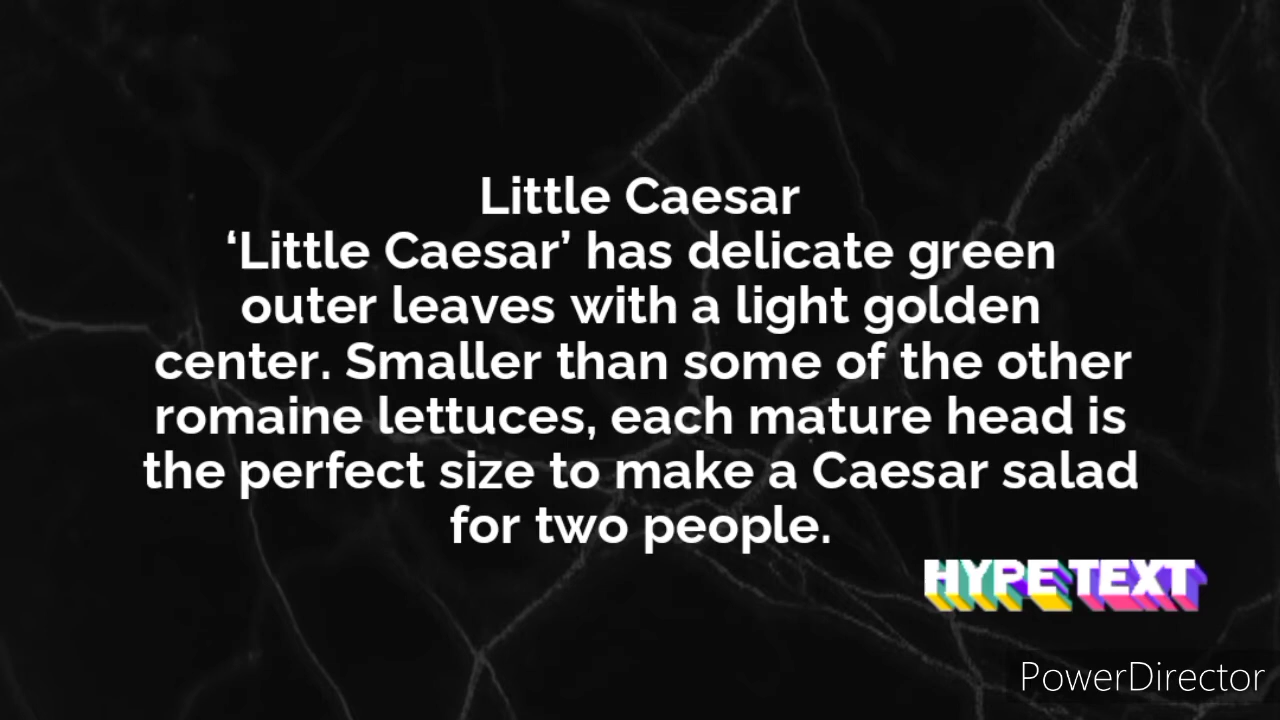 Little Caesar
‘Little Caesar’ has delicate green
outer leaves with a light golden
center. Smaller than some of the other
romaine lettuces, each mature head is
the perfect size to make a Caesar salad
for two people.
HYPE TEXT
PowerDirector